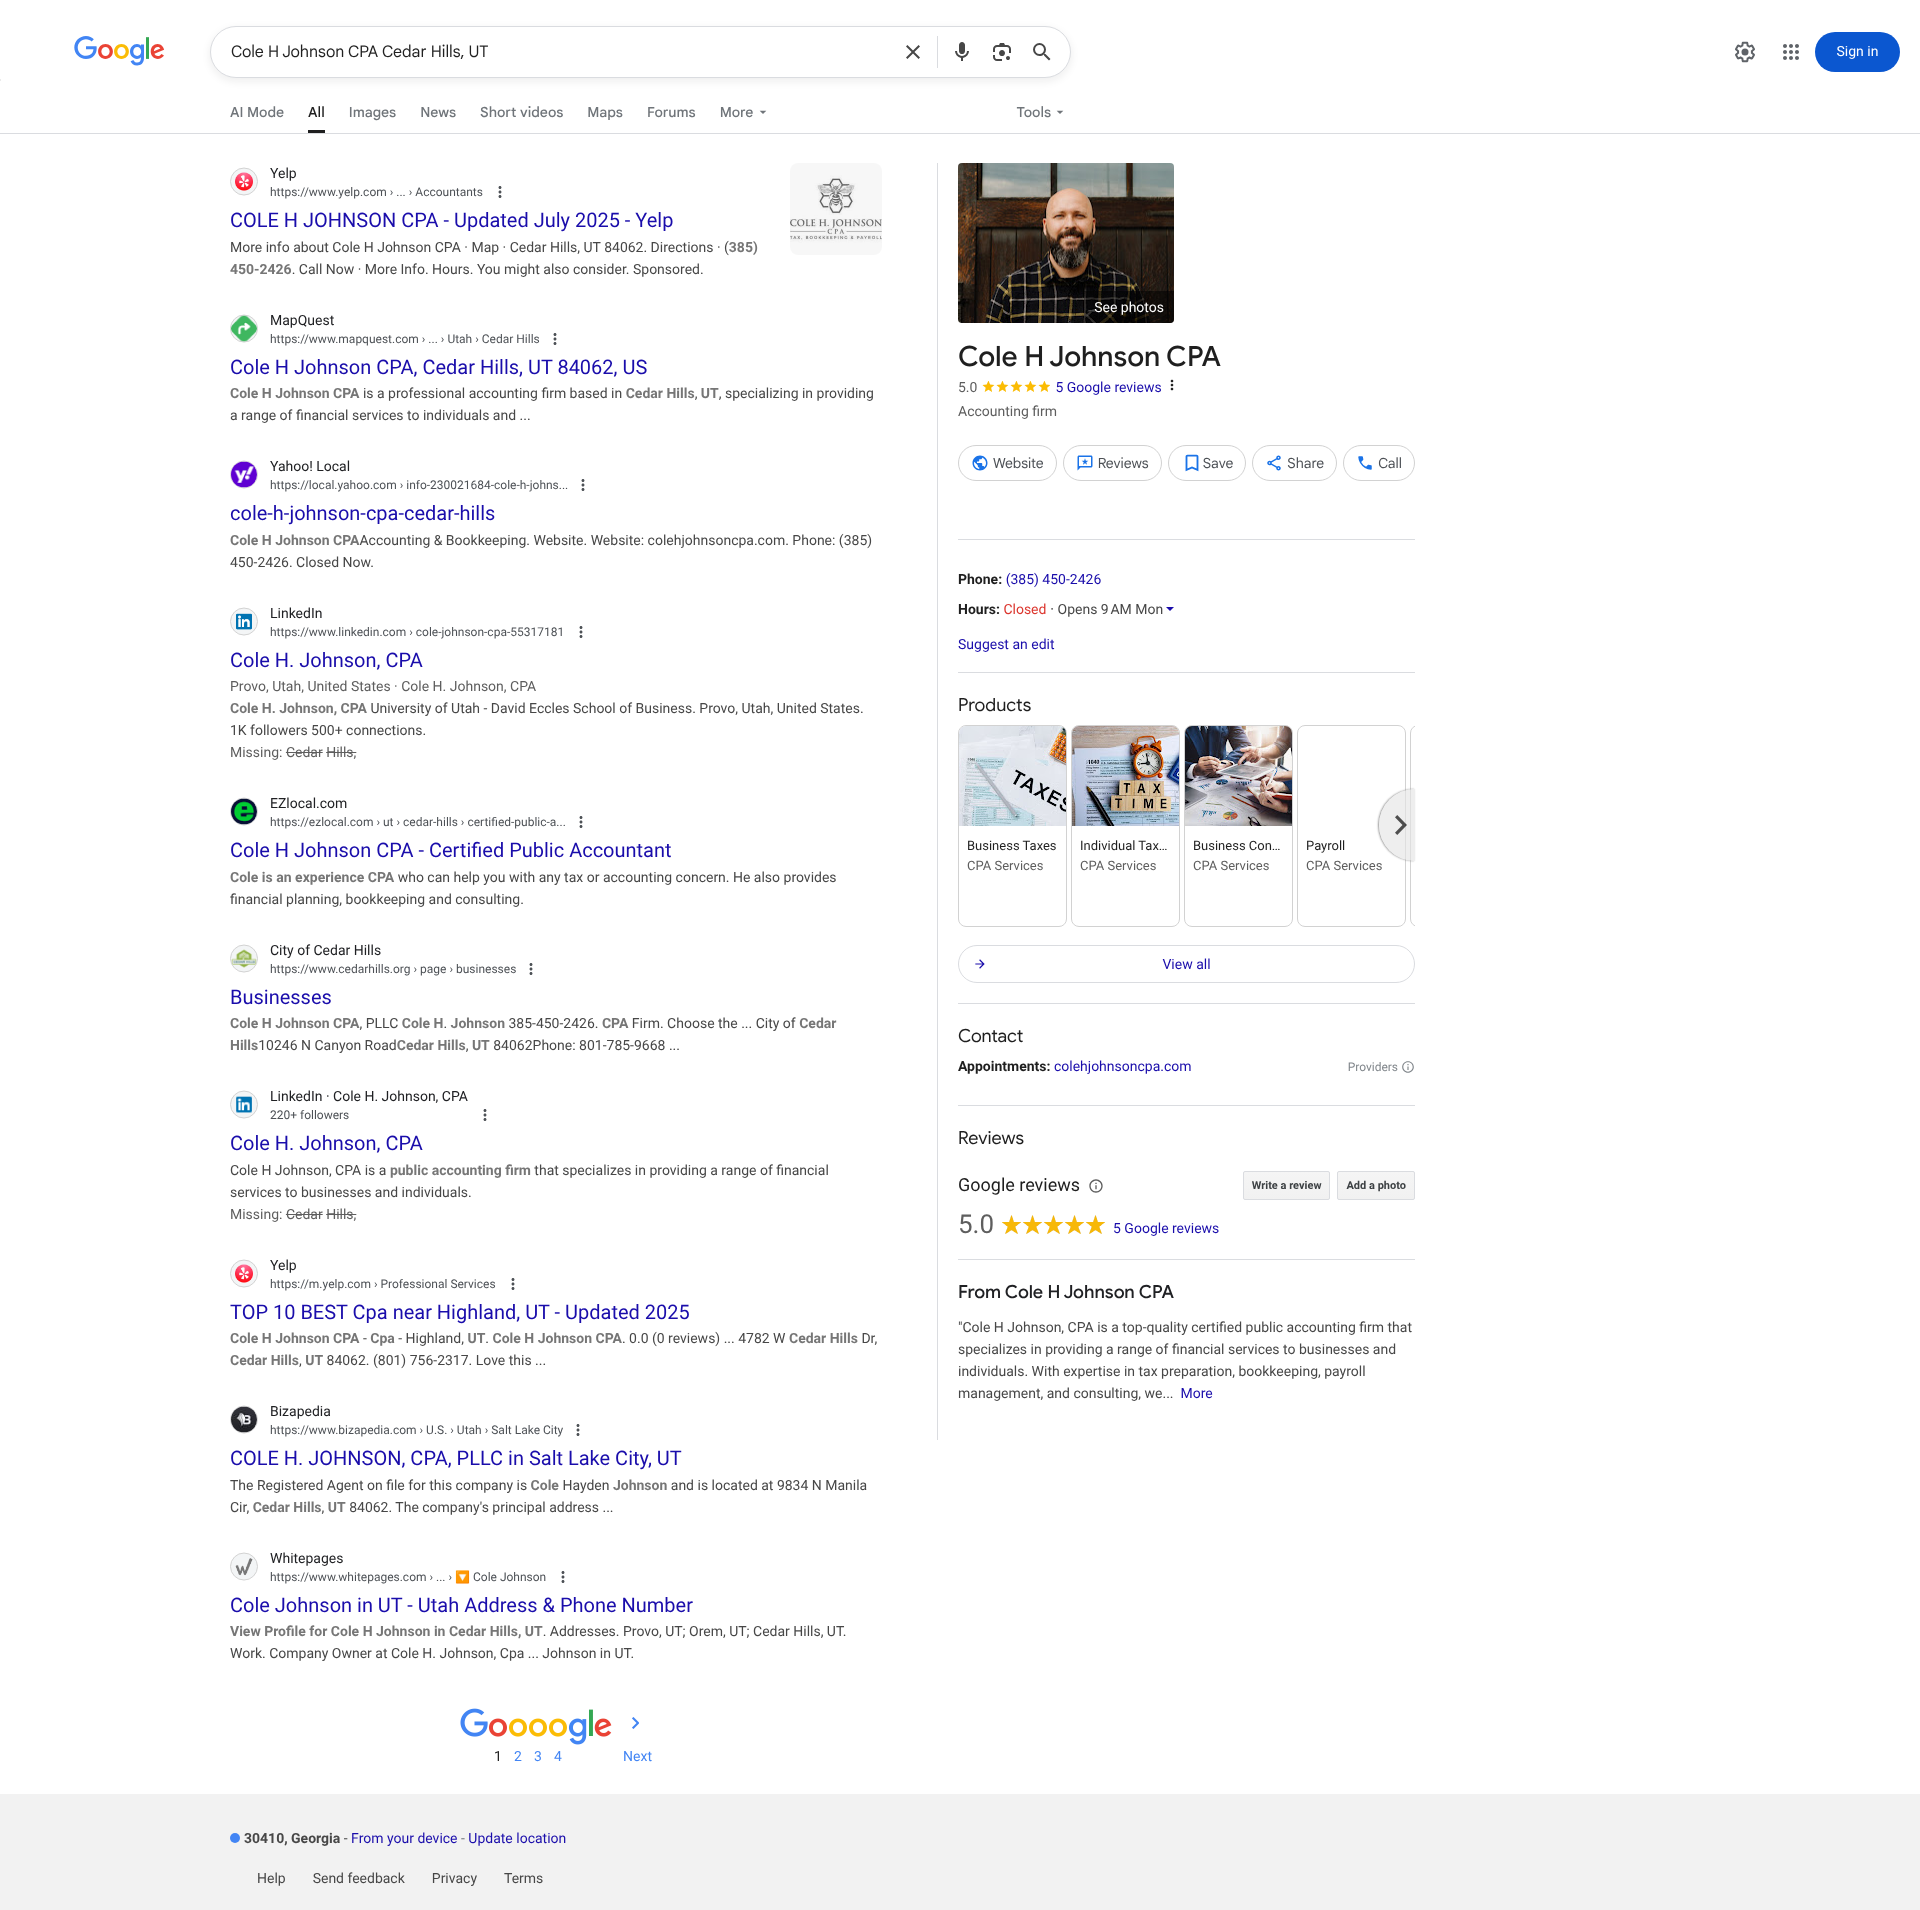 Google
Cole H Johnson CPA Cedar Hills, UT
Sign in
AI Mode
All
Images
News
Short videos
Maps
Forums
More
Tools
Yelp
https://www.yelp.com › ... › Accountants
COLE H JOHNSON CPA - Updated July 2025 - Yelp
More info about Cole H Johnson CPA · Map · Cedar Hills, UT 84062. Directions · (385)
450-2426. Call Now · More Info. Hours. You might also consider. Sponsored.
COLE H. JOHNSON
CPA
TAX, BOOKKEEPING & PAYROLL
MapQuest
https://www.mapquest.com › ... › Utah › Cedar Hills
Cole H Johnson CPA, Cedar Hills, UT 84062, US
Cole H Johnson CPA is a professional accounting firm based in Cedar Hills, UT, specializing in providing
a range of financial services to individuals and ...
Yahoo! Local
https://local.yahoo.com › info-230021684-cole-h-johns...
cole-h-johnson-cpa-cedar-hills
Cole H Johnson CPAAccounting & Bookkeeping. Website. Website: colehjohnsoncpa.com. Phone: (385)
450-2426. Closed Now.
LinkedIn
https://www.linkedin.com › cole-johnson-cpa-55317181
Cole H. Johnson, CPA
Provo, Utah, United States · Cole H. Johnson, CPA
Cole H. Johnson, CPA University of Utah - David Eccles School of Business. Provo, Utah, United States.
1K followers 500+ connections.
Missing: Cedar Hills,
EZlocal.com
https://ezlocal.com › ut › cedar-hills › certified-public-a...
Cole H Johnson CPA - Certified Public Accountant
Cole is an experience CPA who can help you with any tax or accounting concern. He also provides
financial planning, bookkeeping and consulting.
City of Cedar Hills
https://www.cedarhills.org › page › businesses
Businesses
Cole H Johnson CPA, PLLC Cole H. Johnson 385-450-2426. CPA Firm. Choose the ... City of Cedar
Hills10246 N Canyon RoadCedar Hills, UT 84062Phone: 801-785-9668 ...
LinkedIn · Cole H. Johnson, CPA
220+ followers
Cole H. Johnson, CPA
Cole H Johnson, CPA is a public accounting firm that specializes in providing a range of financial
services to businesses and individuals.
Missing: Cedar Hills,
Yelp
https://m.yelp.com › Professional Services
TOP 10 BEST Cpa near Highland, UT - Updated 2025
Cole H Johnson CPA - Cpa - Highland, UT. Cole H Johnson CPA. 0.0 (0 reviews) ... 4782 W Cedar Hills Dr,
Cedar Hills, UT 84062. (801) 756-2317. Love this ...
Bizapedia
https://www.bizapedia.com › U.S. › Utah › Salt Lake City
COLE H. JOHNSON, CPA, PLLC in Salt Lake City, UT
The Registered Agent on file for this company is Cole Hayden Johnson and is located at 9834 N Manila
Cir, Cedar Hills, UT 84062. The company's principal address ...
Whitepages
https://www.whitepages.com › ... › Cole Johnson
Cole Johnson in UT - Utah Address & Phone Number
View Profile for Cole H Johnson in Cedar Hills, UT. Addresses. Provo, UT; Orem, UT; Cedar Hills, UT.
Work. Company Owner at Cole H. Johnson, Cpa ... Johnson in UT.
See photos
Cole H Johnson CPA
5.0 5 Google reviews
Accounting firm
Website
Reviews
Save
Share
Call
Phone: (385) 450-2426
Hours: Closed · Opens 9 AM Mon
Suggest an edit
Products
TAXES
1040
TAX
TIME
Business Taxes
CPA Services
Individual Tax...
CPA Services
Business Con...
CPA Services
Payroll
CPA Services
View all
Contact
Appointments: colehjohnsoncpa.com
Providers
Reviews
Google reviews
Write a review
Add a photo
5.0 5 Google reviews
From Cole H Johnson CPA
"Cole H Johnson, CPA is a top-quality certified public accounting firm that
specializes in providing a range of financial services to businesses and
individuals. With expertise in tax preparation, bookkeeping, payroll
management, and consulting, we... More
Goooogle
1 2 3 4 Next
30410, Georgia - From your device - Update location
Help
Send feedback
Privacy
Terms